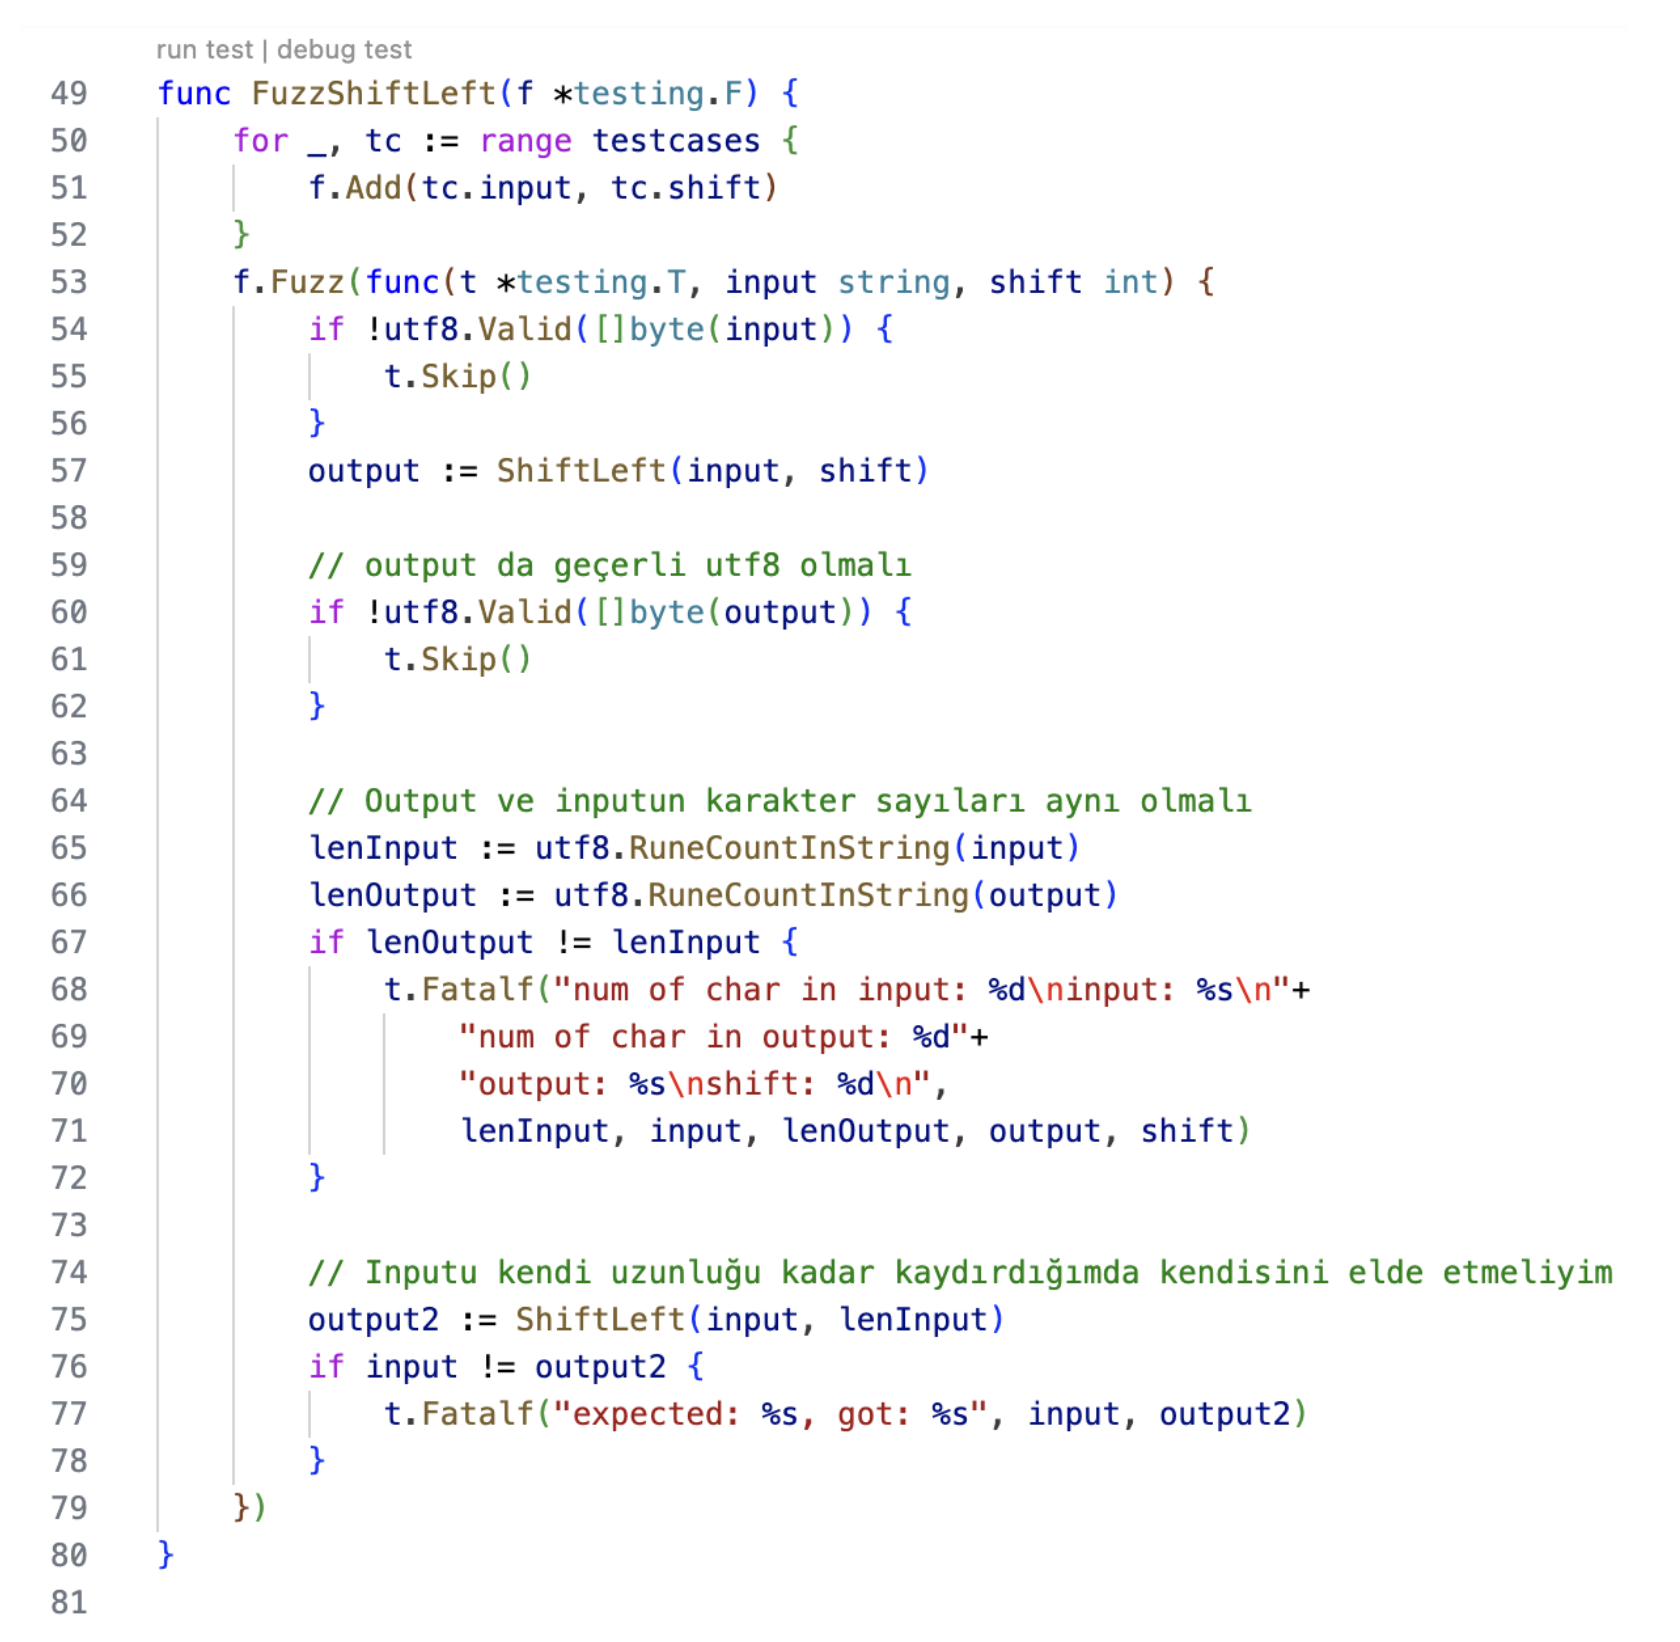 run test | debug test
49 func FuzzShiftLeft(f *testing.F) {
50 for _, tc := range testcases {
51 f.Add(tc.input, tc.shift)
52 }
53 f.Fuzz(func(t *testing.T, input string, shift int) {
54 if !utf8.Valid([]byte(input)) {
55 t.Skip()
56 }
57 output := ShiftLeft(input, shift)
58
59 // output da geçerli utf8 olmalı
60 if !utf8.Valid([]byte(output)) {
61 t.Skip()
62 }
63
64 // Output ve inputun karakter sayıları aynı olmalı
65 lenInput := utf8.RuneCountInString(input)
66 lenOutput := utf8.RuneCountInString(output)
67 if lenOutput != lenInput {
68 t.Fatalf("num of char in input: %d\ninput: %s\n"+
69 "num of char in output: %d"+
70 "output: %s\nshift: %d\n",
71 lenInput, input, lenOutput, output, shift)
72 }
73
74 // Inputu kendi uzunluğu kadar kaydırdığımda kendisini elde etmeliyim
75 output2 := ShiftLeft(input, lenInput)
76 if input != output2 {
77 t.Fatalf("expected: %s, got: %s", input, output2)
78 }
79 })
80 }
81